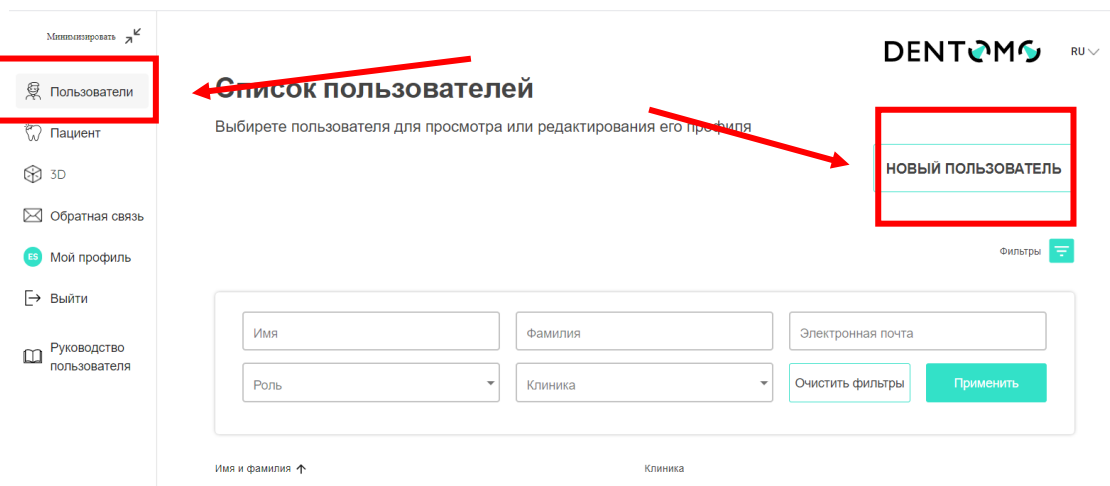 Минимизировать
DENTOMO
RU
Пользователи
Список пользователей
Выбирете пользователя для просмотра или редактирования его профиля
Пациент
НОВЫЙ ПОЛЬЗОВАТЕЛЬ
3D
Обратная связь
ES Мой профиль
Фильтры
Выйти
Руководство
пользователя
Имя
Фамилия
Электронная почта
Роль
Клиника
Очистить фильтры
Применить
Имя и фамилия
Клиника